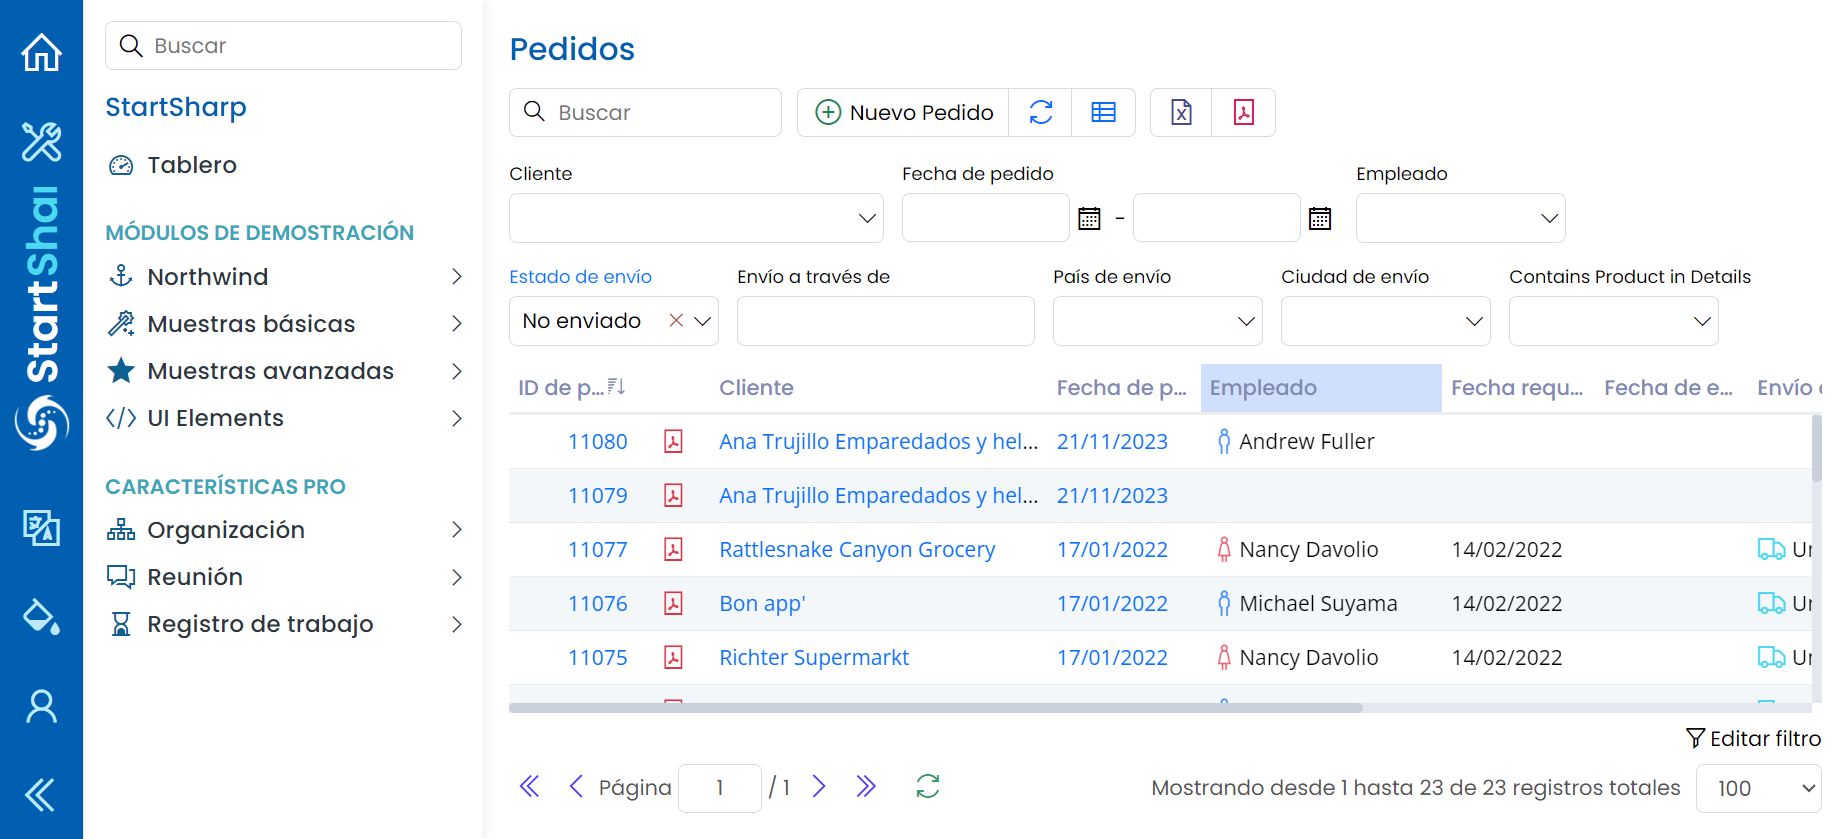 StartShar
Buscar
StartSharp
Tablero
MÓDULOS DE DEMOSTRACIÓN
Northwind
Muestras básicas
Muestras avanzadas
UI Elements
CARACTERÍSTICAS PRO
Organización
Reunión
Registro de trabajo
Pedidos
Buscar
Nuevo Pedido
Cliente
Fecha de pedido
-
Empleado
Estado de envío
No enviado
Envío a través de
País de envío
Ciudad de envío
Contains Product in Details
ID de p... Cliente Fecha de p... Empleado Fecha requ... Fecha de e... Envío
11080 Ana Trujillo Emparedados y hel... 21/11/2023 Andrew Fuller
11079 Ana Trujillo Emparedados y hel... 21/11/2023
11077 Rattlesnake Canyon Grocery 17/01/2022 Nancy Davolio 14/02/2022
11076 Bon app' 17/01/2022 Michael Suyama 14/02/2022
11075 Richter Supermarkt 17/01/2022 Nancy Davolio 14/02/2022
Editar filtro
Página 1 / 1
Mostrando desde 1 hasta 23 de 23 registros totales 100